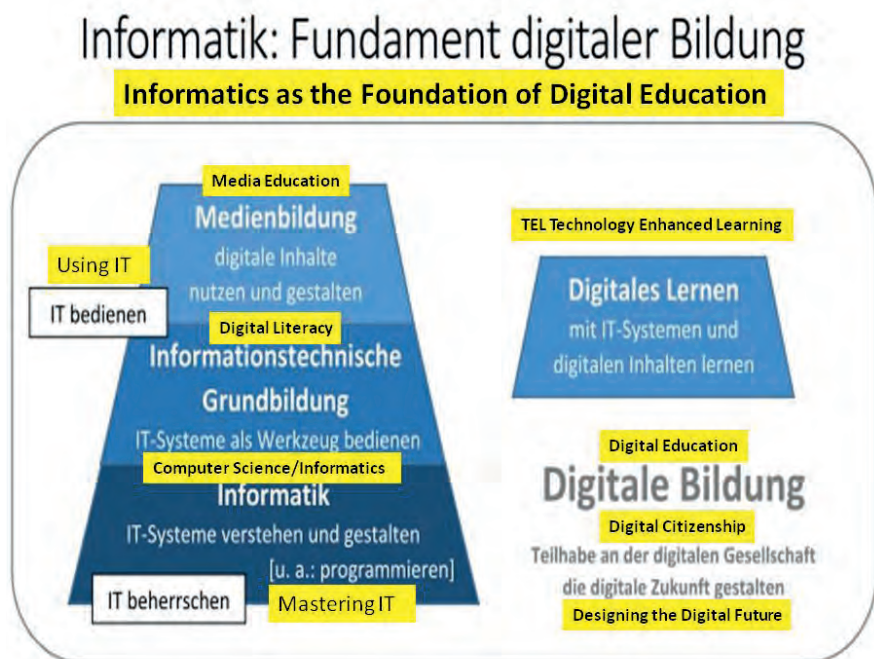 Informatik: Fundament digitaler Bildung
Informatics as the Foundation of Digital Education
Media Education
Medienbildung
digitale Inhalte
nutzen und gestalten
Using IT
IT bedienen
Digital Literacy
Informationstechnische
Grundbildung
IT-Systeme als Werkzeug bedienen
Computer Science/Informatics
Informatik
IT-Systeme verstehen und gestalten
[u. a.: programmieren]
IT beherrschen
Mastering IT
TEL Technology Enhanced Learning
Digitales Lernen
mit IT-Systemen und
digitalen Inhalten lernen
Digital Education
Digitale Bildung
Digital Citizenship
Teilhabe an der digitalen Gesellschaft
die digitale Zukunft gestalten
Designing the Digital Future